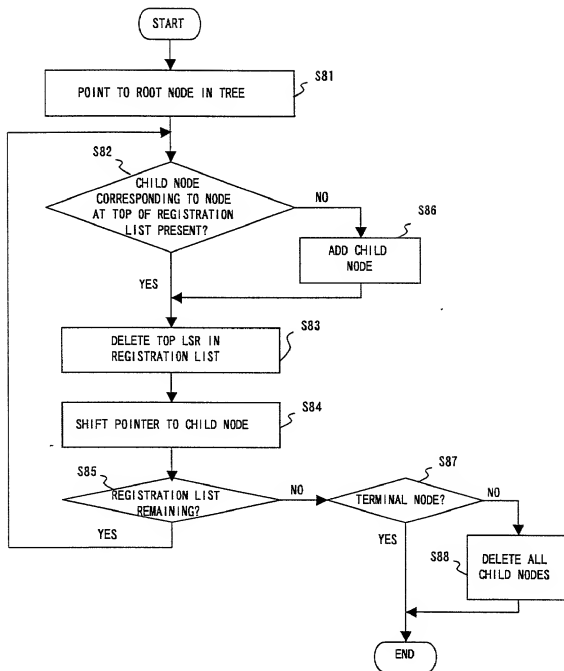 START
S81
POINT TO ROOT NODE IN TREE
S82
CHILD NODE
CORRESPONDING TO NODE
AT TOP OF REGISTRATION
LIST PRESENT?
NO
S86
ADD CHILD
NODE
YES
S83
DELETE TOP LSR IN
REGISTRATION LIST
S84
SHIFT POINTER TO CHILD NODE
S85
REGISTRATION LIST
REMAINING?
NO
YES
S87
TERMINAL NODE?
NO
YES
S88
DELETE ALL
CHILD NODES
END